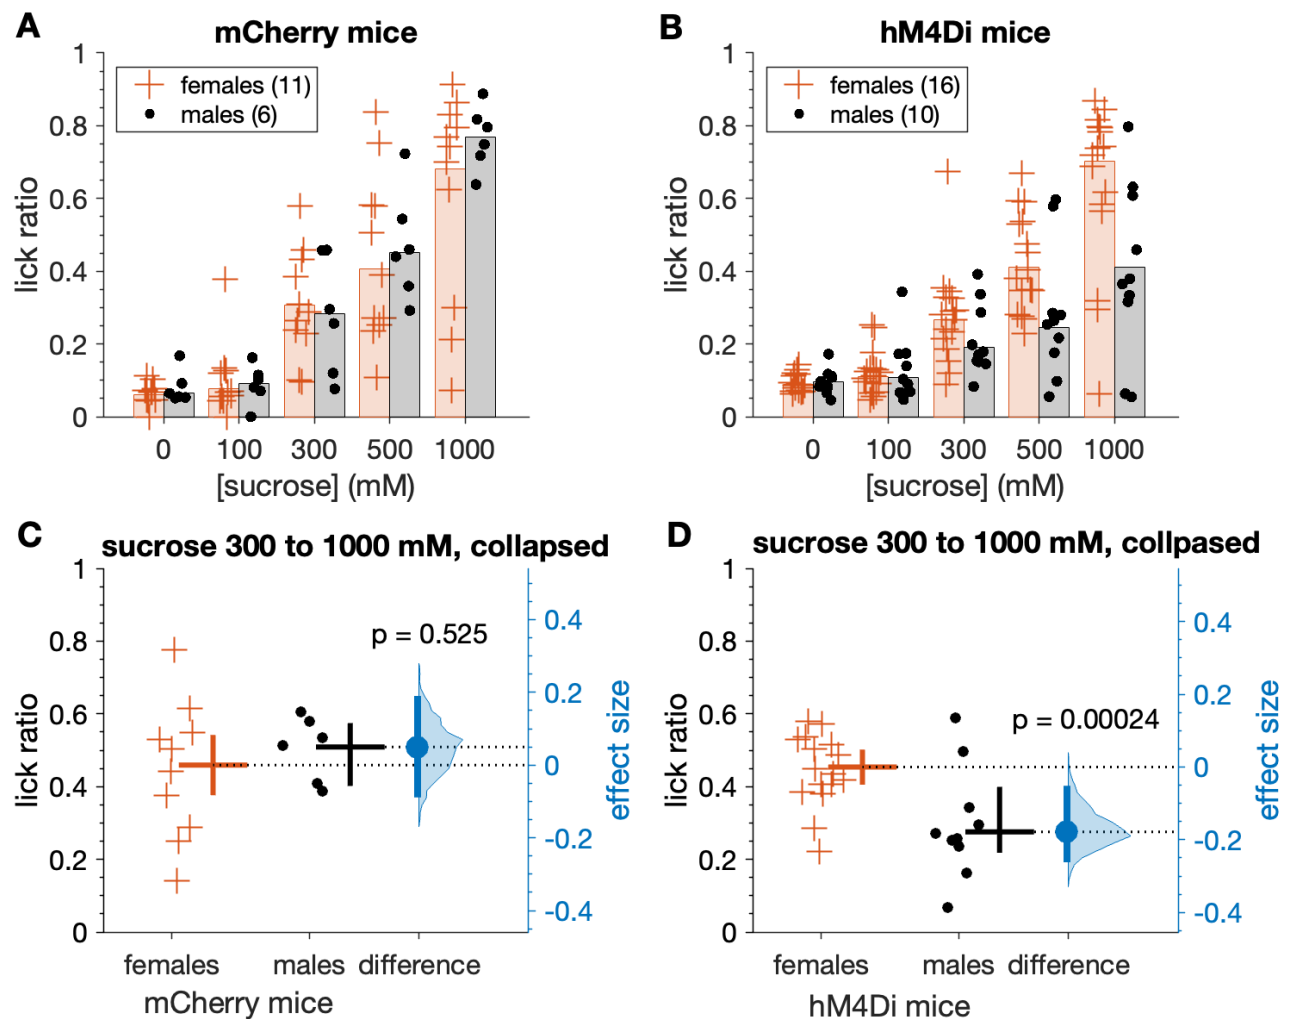 A
mCherry mice
1
0.8
0.6
0.4
0.2
0
lick ratio
females (11)
males (6)
0 100 300 500 1000
[sucrose] (mM)
B
hM4Di mice
1
0.8
0.6
0.4
0.2
0
lick ratio
females (16)
males (10)
0 100 300 500 1000
[sucrose] (mM)
C
sucrose 300 to 1000 mM, collapsed
1
0.8
0.6
0.4
0.2
0
lick ratio
p = 0.525
0.4
0.2
0
-0.2
-0.4
effect size
females males difference
mCherry mice
D
sucrose 300 to 1000 mM, collpased
1
0.8
0.6
0.4
0.2
0
lick ratio
p = 0.00024
0.4
0.2
0
-0.2
-0.4
effect size
females males difference
hM4Di mice